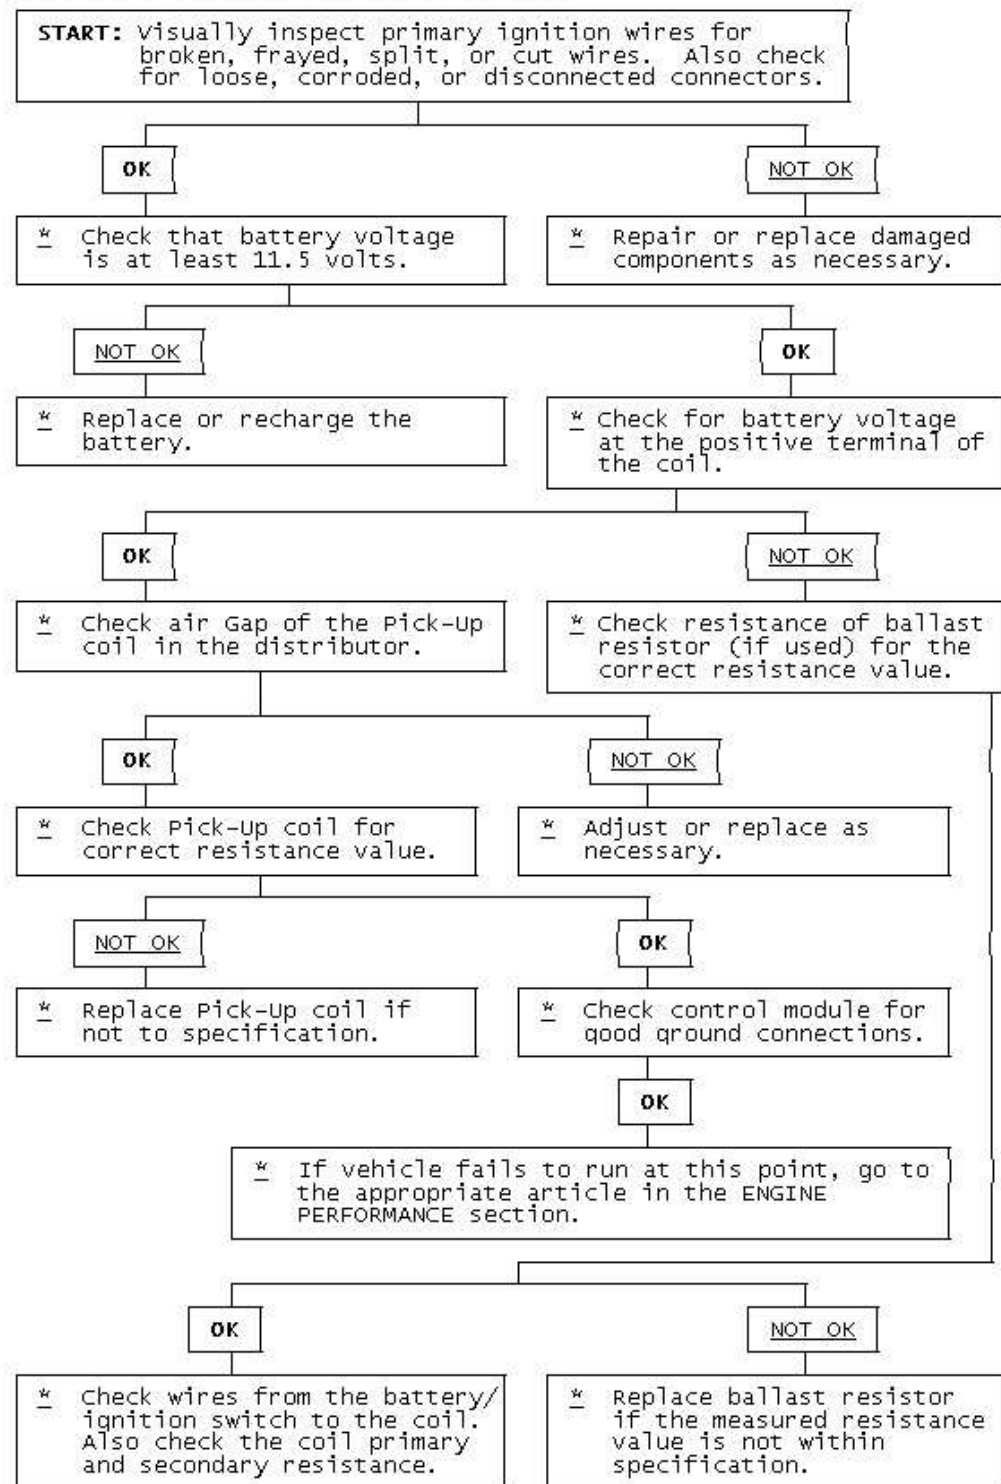 START: Visually inspect primary ignition wires for
broken, frayed, split, or cut wires. Also check
for loose, corroded, or disconnected connectors.
OK
NOT OK
* Check that battery voltage
is at least 11.5 volts.
* Repair or replace damaged
components as necessary.
NOT OK
OK
* Replace or recharge the
battery.
* Check for battery voltage
at the positive terminal of
the coil.
OK
NOT OK
* Check air Gap of the Pick-Up
coil in the distributor.
* Check resistance of ballast
resistor (if used) for the
correct resistance value.
OK
NOT OK
* Check Pick-Up coil for
correct resistance value.
* Adjust or replace as
necessary.
NOT OK
OK
* Replace Pick-Up coil if
not to specification.
* Check control module for
good ground connections.
OK
* If vehicle fails to run at this point, go to
the appropriate article in the ENGINE
PERFORMANCE section.
OK
NOT OK
* Check wires from the battery/
ignition switch to the coil.
Also check the coil primary
and secondary resistance.
* Replace ballast resistor
if the measured resistance
value is not within
specification.